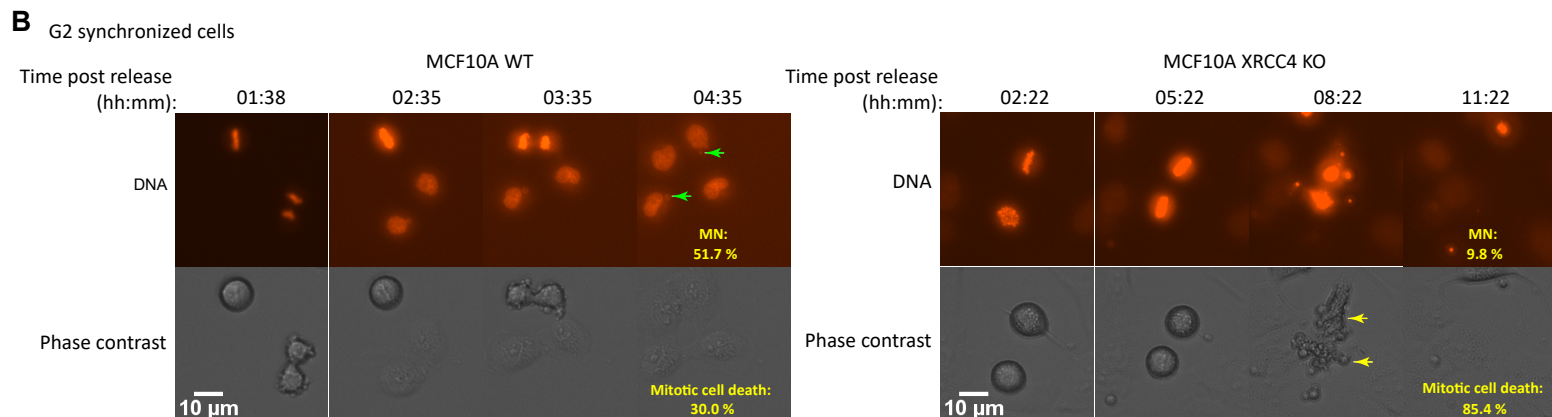 B
G2 synchronized cells
MCF10A WT
Time post release
(hh:mm):
01:38
02:35
03:35
04:35
DNA
MN:
51.7 %
Phase contrast
Mitotic cell death:
30.0 %
10 µm
MCF10A XRCC4 KO
Time post release
(hh:mm):
02:22
05:22
08:22
11:22
DNA
MN:
9.8 %
Phase contrast
Mitotic cell death:
85.4 %
10 µm